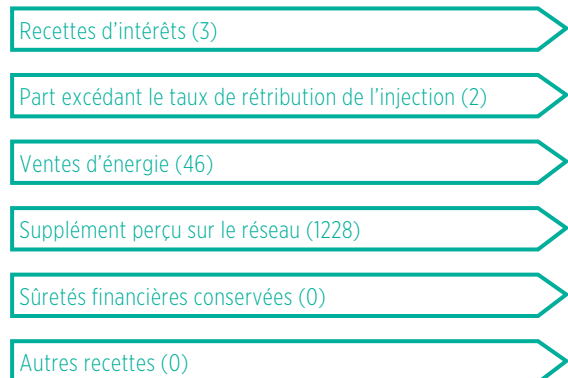 Recettes d’intérêts (3)
Part excédant le taux de rétribution de l’injection (2)
Ventes d’énergie (46)
Supplément perçu sur le réseau (1228)
Sûretés financières conservées (0)
Autres recettes (0)